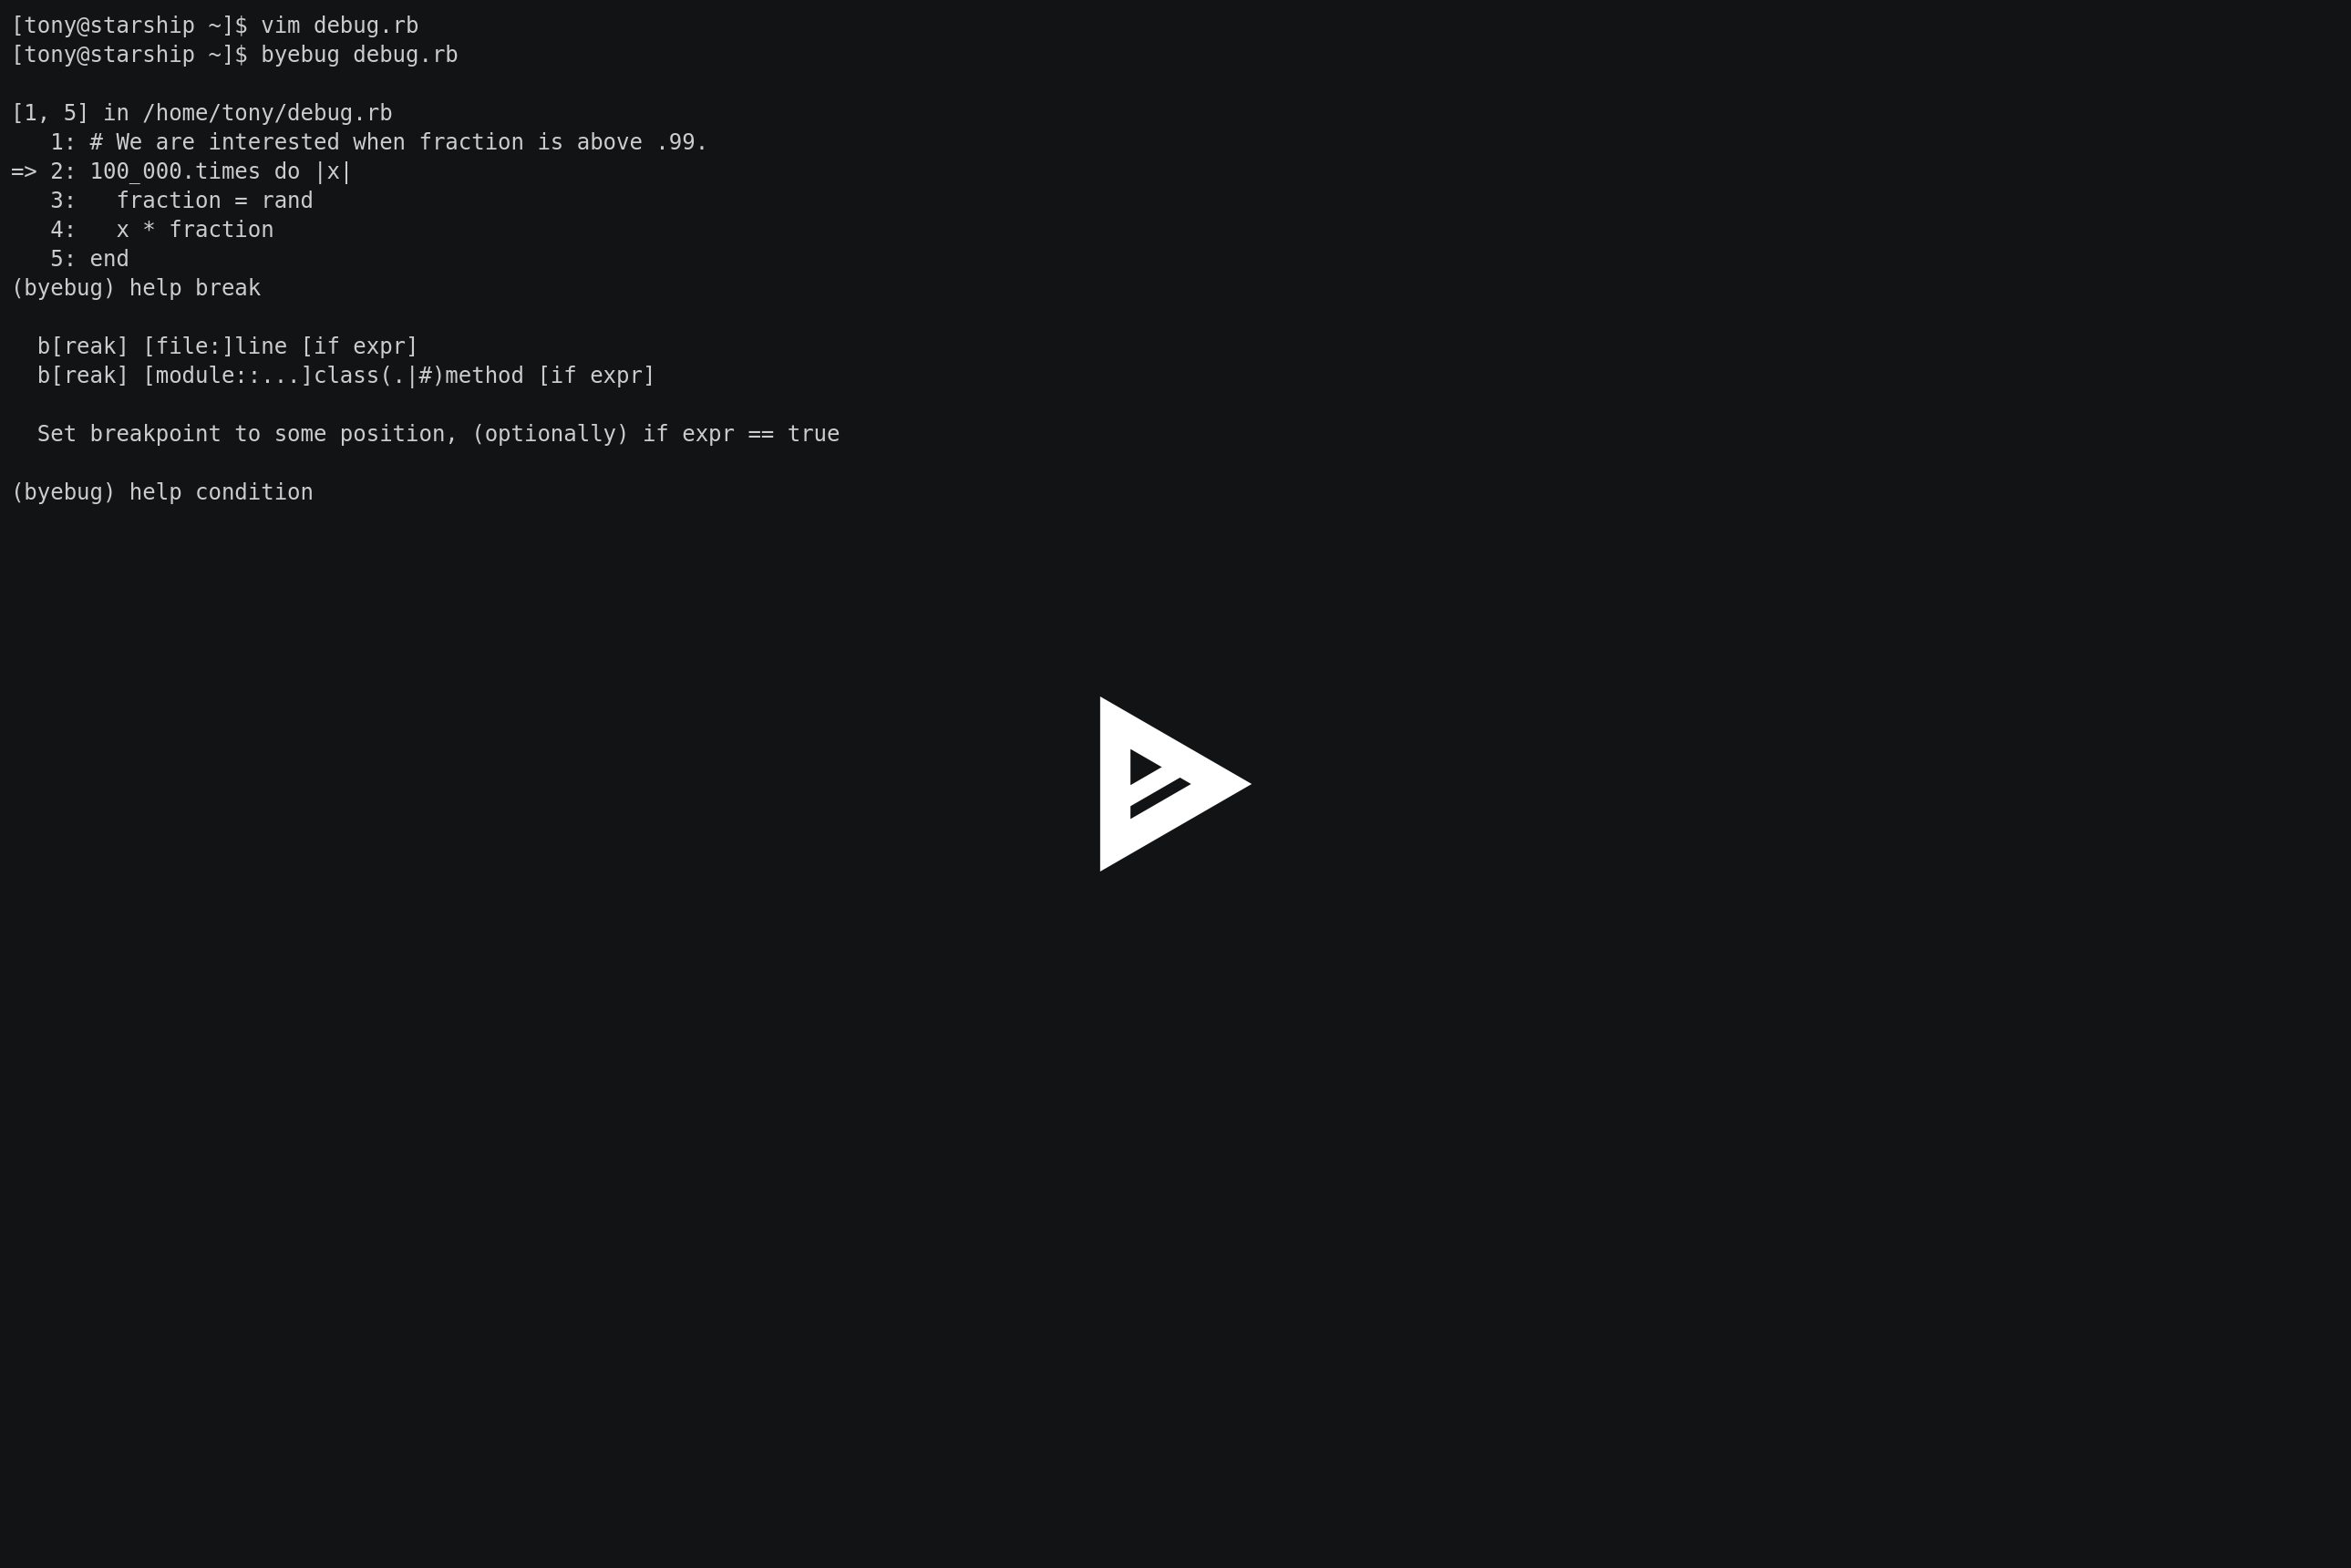 [tony@starship ~]$ vim debug.rb
[tony@starship ~]$ byebug debug.rb
[1, 5] in /home/tony/debug.rb
   1: # We are interested when fraction is above .99.
=> 2: 100_000.times do |x|
   3:   fraction = rand
   4:   x * fraction
   5: end
(byebug) help break
  b[reak] [file:]line [if expr]
  b[reak] [module::...]class(.|#)method [if expr]
  Set breakpoint to some position, (optionally) if expr == true
(byebug) help condition